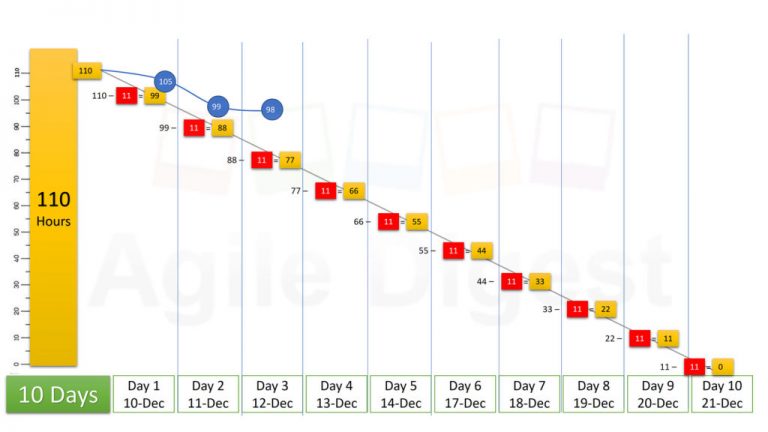 110
110
100
90
80
70
60
50
40
30
20
10
0
110
Hours
105
99
98
110 – 11 = 99
99 – 11 = 88
88 – 11 = 77
77 – 11 = 66
66 – 11 = 55
55 – 11 = 44
44 – 11 = 33
33 – 11 = 22
22 – 11 = 11
11 – 11 = 0
Agile Digest
10 Days
Day 1
10-Dec
Day 2
11-Dec
Day 3
12-Dec
Day 4
13-Dec
Day 5
14-Dec
Day 6
17-Dec
Day 7
18-Dec
Day 8
19-Dec
Day 9
20-Dec
Day 10
21-Dec